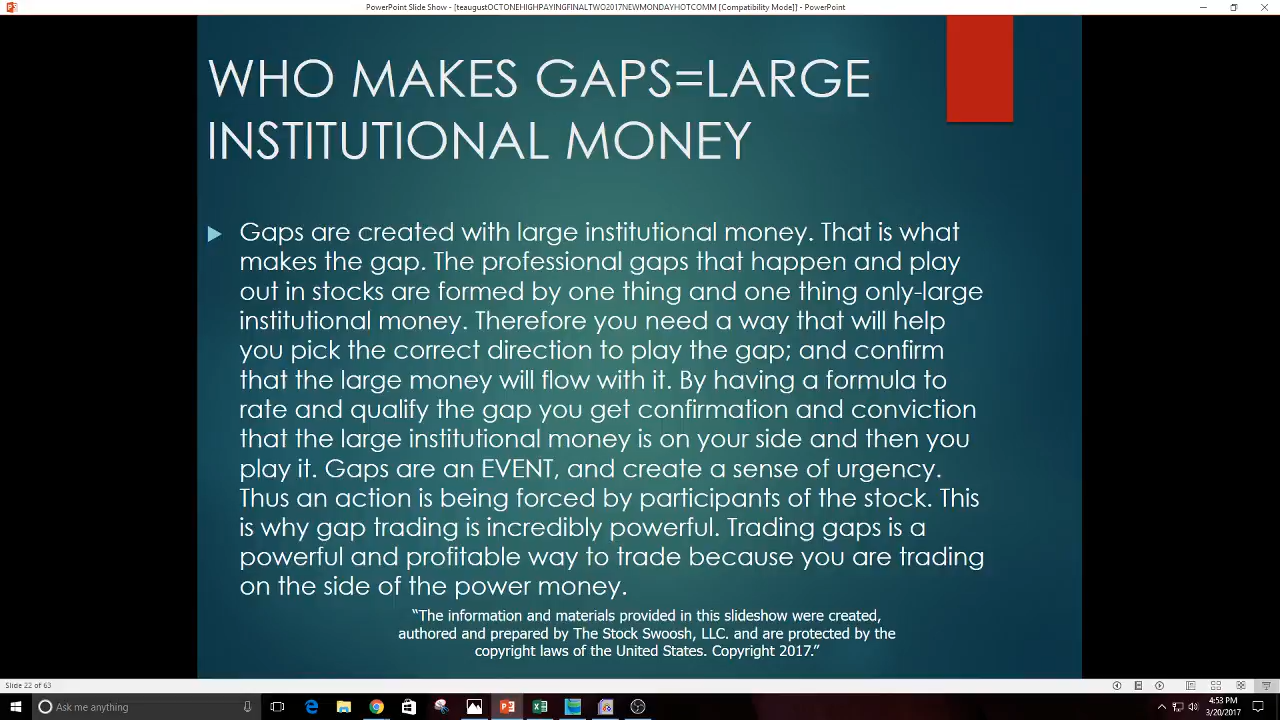 PowerPoint Slide Show - [teaugustOCTONEHIGHPAYINGFINALTWO2017NEWMONDAYHOTCOMM [Compatibility Mode]] - PowerPoint
WHO MAKES GAPS=LARGE
INSTITUTIONAL MONEY
Gaps are created with large institutional money. That is what
makes the gap. The professional gaps that happen and play
out in stocks are formed by one thing and one thing only-large
institutional money. Therefore you need a way that will help
you pick the correct direction to play the gap; and confirm
that the large money will flow with it. By having a formula to
rate and qualify the gap you get confirmation and conviction
that the large institutional money is on your side and then you
play it. Gaps are an EVENT, and create a sense of urgency.
Thus an action is being forced by participants of the stock. This
is why gap trading is incredibly powerful. Trading gaps is a
powerful and profitable way to trade because you are trading
on the side of the power money.
“The information and materials provided in this slideshow were created,
authored and prepared by The Stock Swoosh, LLC. and are protected by the
copyright laws of the United States. Copyright 2017.”
Slide 22 of 63
Ask me anything
4:53 PM
3/20/2017